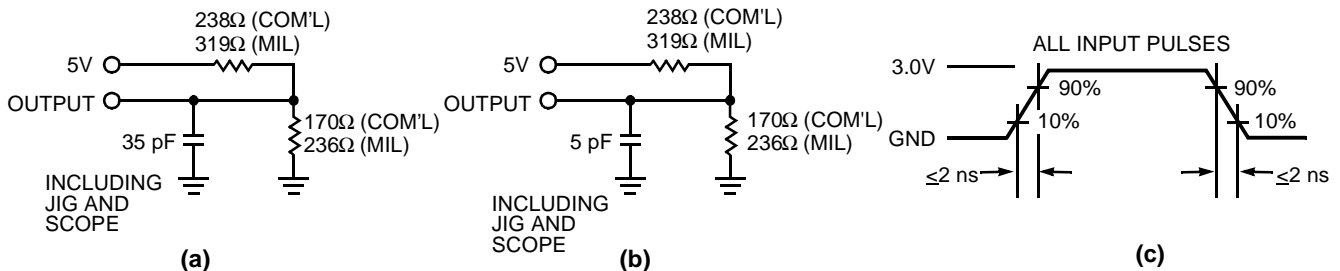 238Ω (COM'L)
319Ω (MIL)
5V
OUTPUT
35 pF
170Ω (COM'L)
236Ω (MIL)
INCLUDING
JIG AND
SCOPE
(a)
238Ω (COM'L)
319Ω (MIL)
5V
OUTPUT
5 pF
170Ω (COM'L)
236Ω (MIL)
INCLUDING
JIG AND
SCOPE
(b)
ALL INPUT PULSES
3.0V
90%
90%
10%
10%
GND
≤2 ns
≤2 ns
(c)